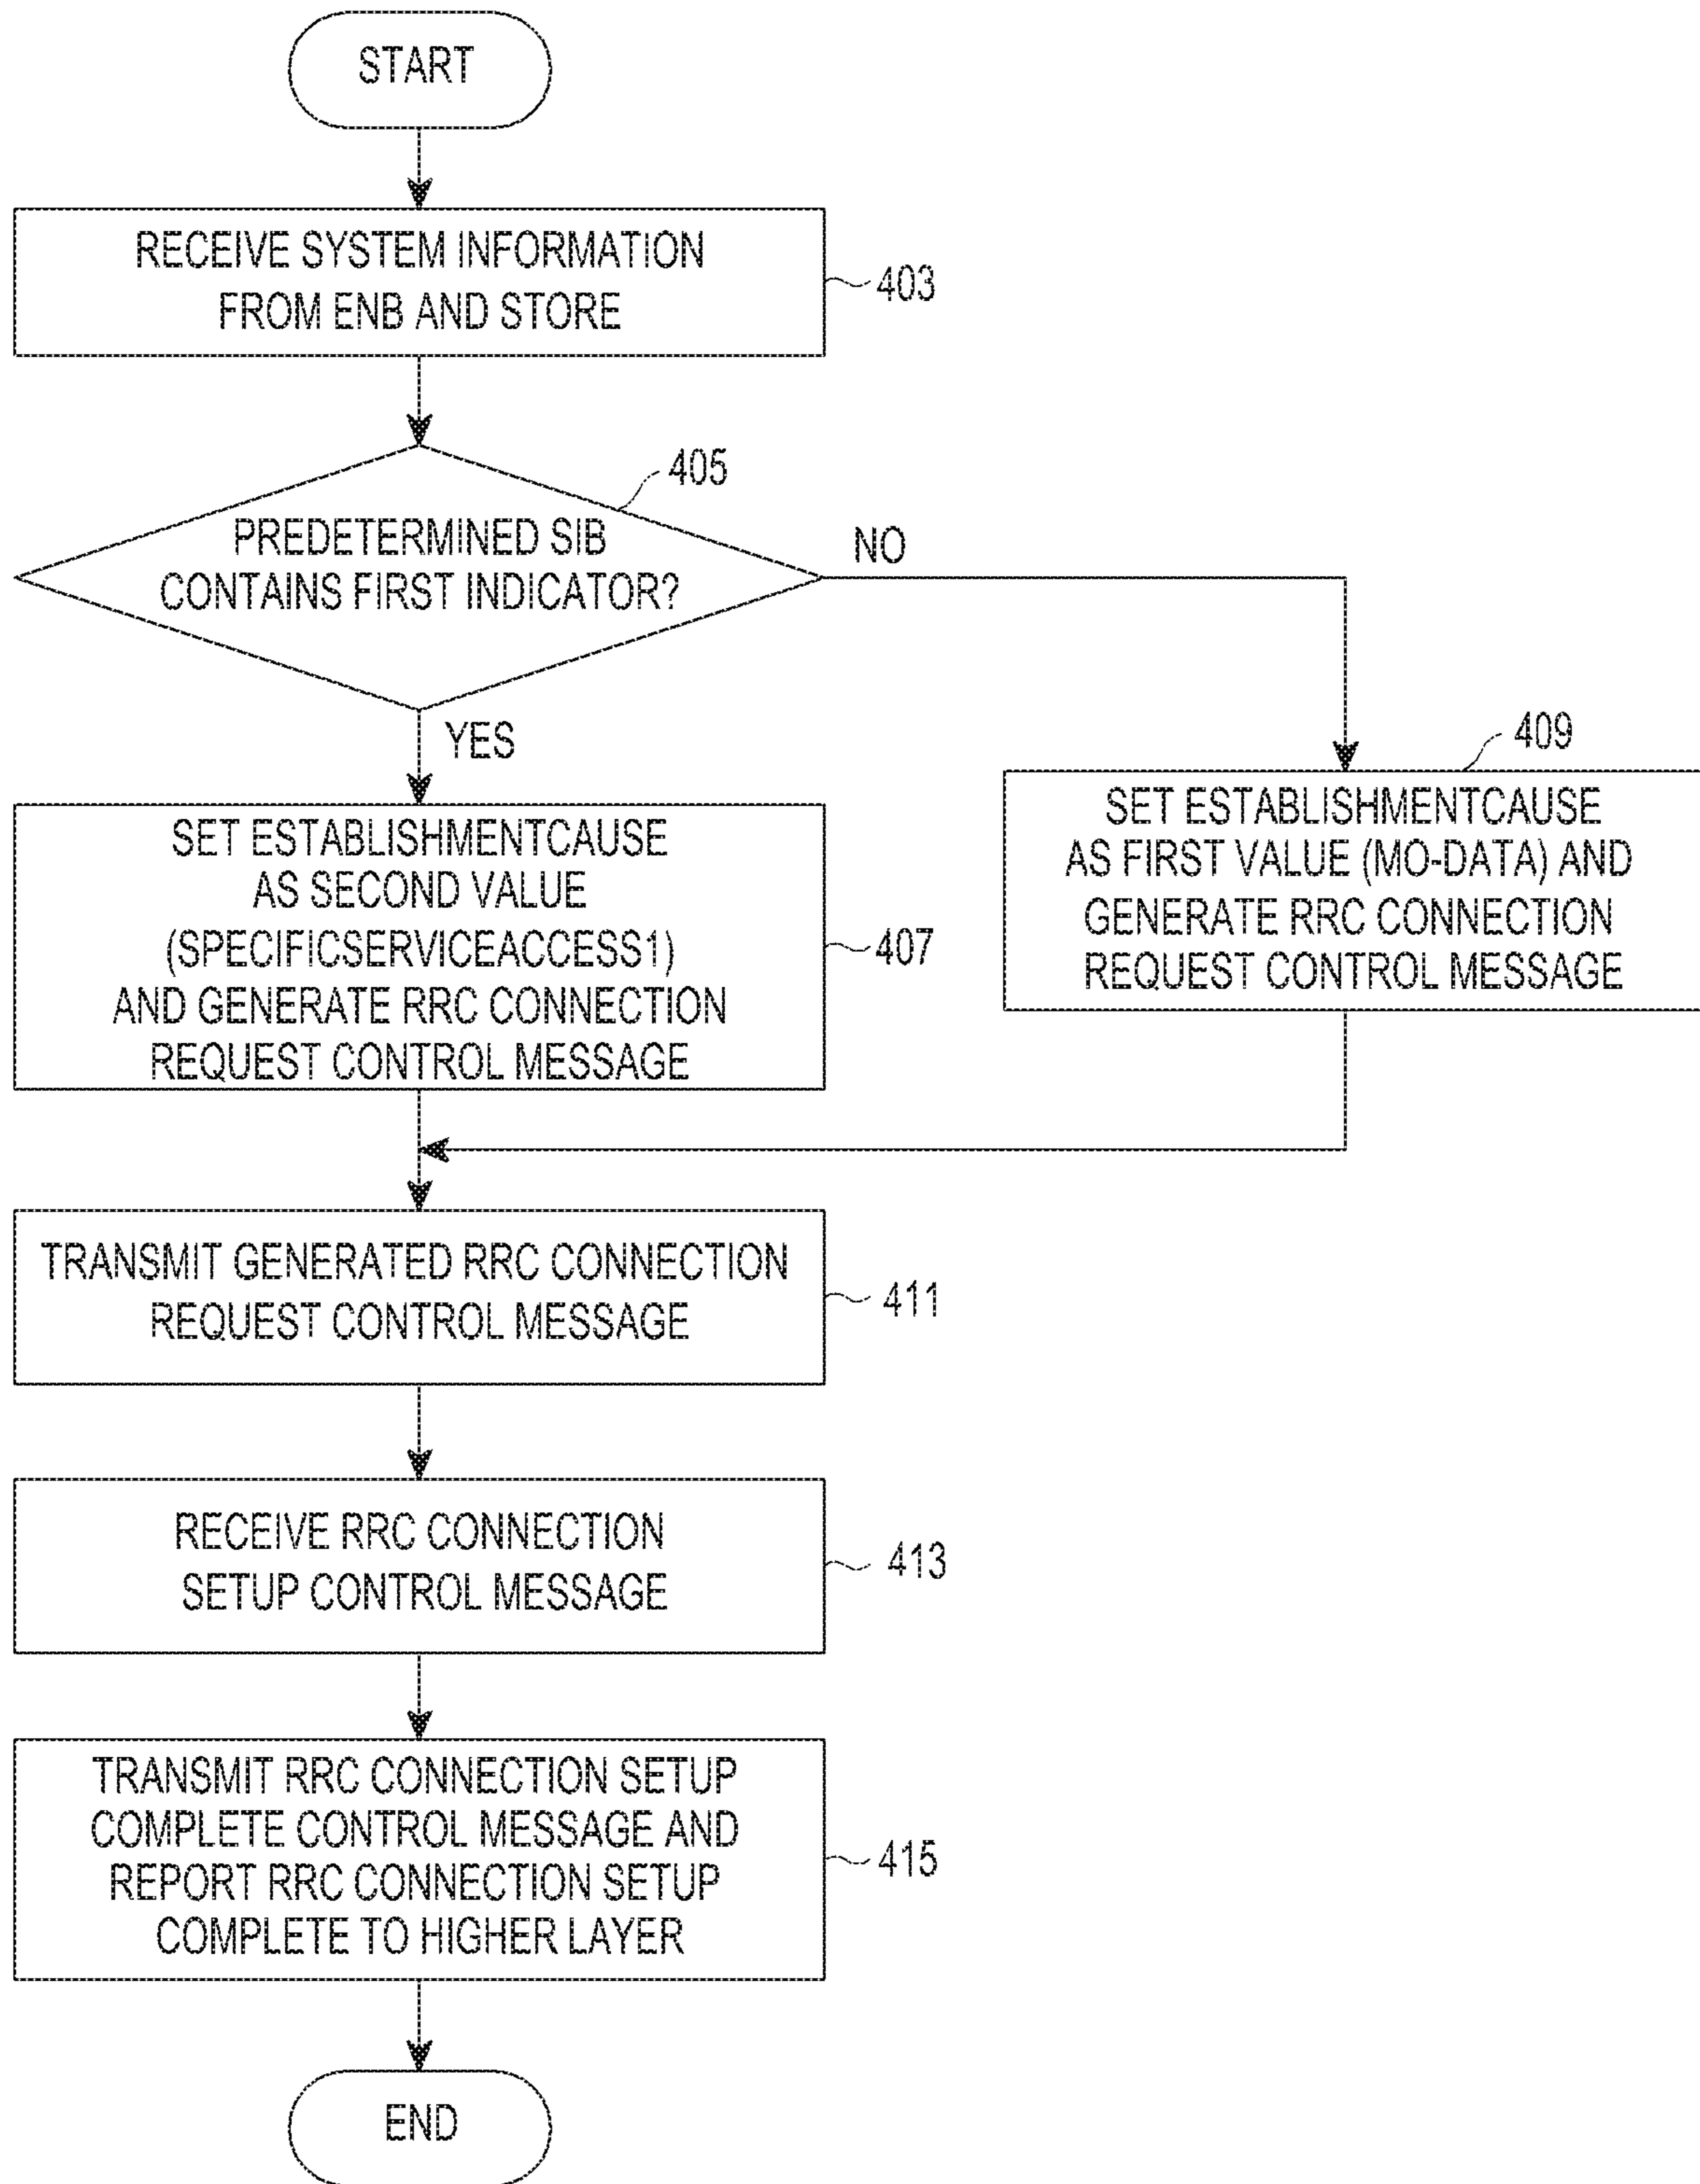 START
RECEIVE SYSTEM INFORMATION
FROM ENB AND STORE
403
405
PREDETERMINED SIB
CONTAINS FIRST INDICATOR?
NO
YES
409
SET ESTABLISHMENTCAUSE
AS SECOND VALUE
(SPECIFICSERVICEACCESS1)
AND GENERATE RRC CONNECTION
REQUEST CONTROL MESSAGE
407
SET ESTABLISHMENTCAUSE
AS FIRST VALUE (MO-DATA) AND
GENERATE RRC CONNECTION
REQUEST CONTROL MESSAGE
TRANSMIT GENERATED RRC CONNECTION
REQUEST CONTROL MESSAGE
411
RECEIVE RRC CONNECTION
SETUP CONTROL MESSAGE
413
TRANSMIT RRC CONNECTION SETUP
COMPLETE CONTROL MESSAGE AND
REPORT RRC CONNECTION SETUP
COMPLETE TO HIGHER LAYER
415
END